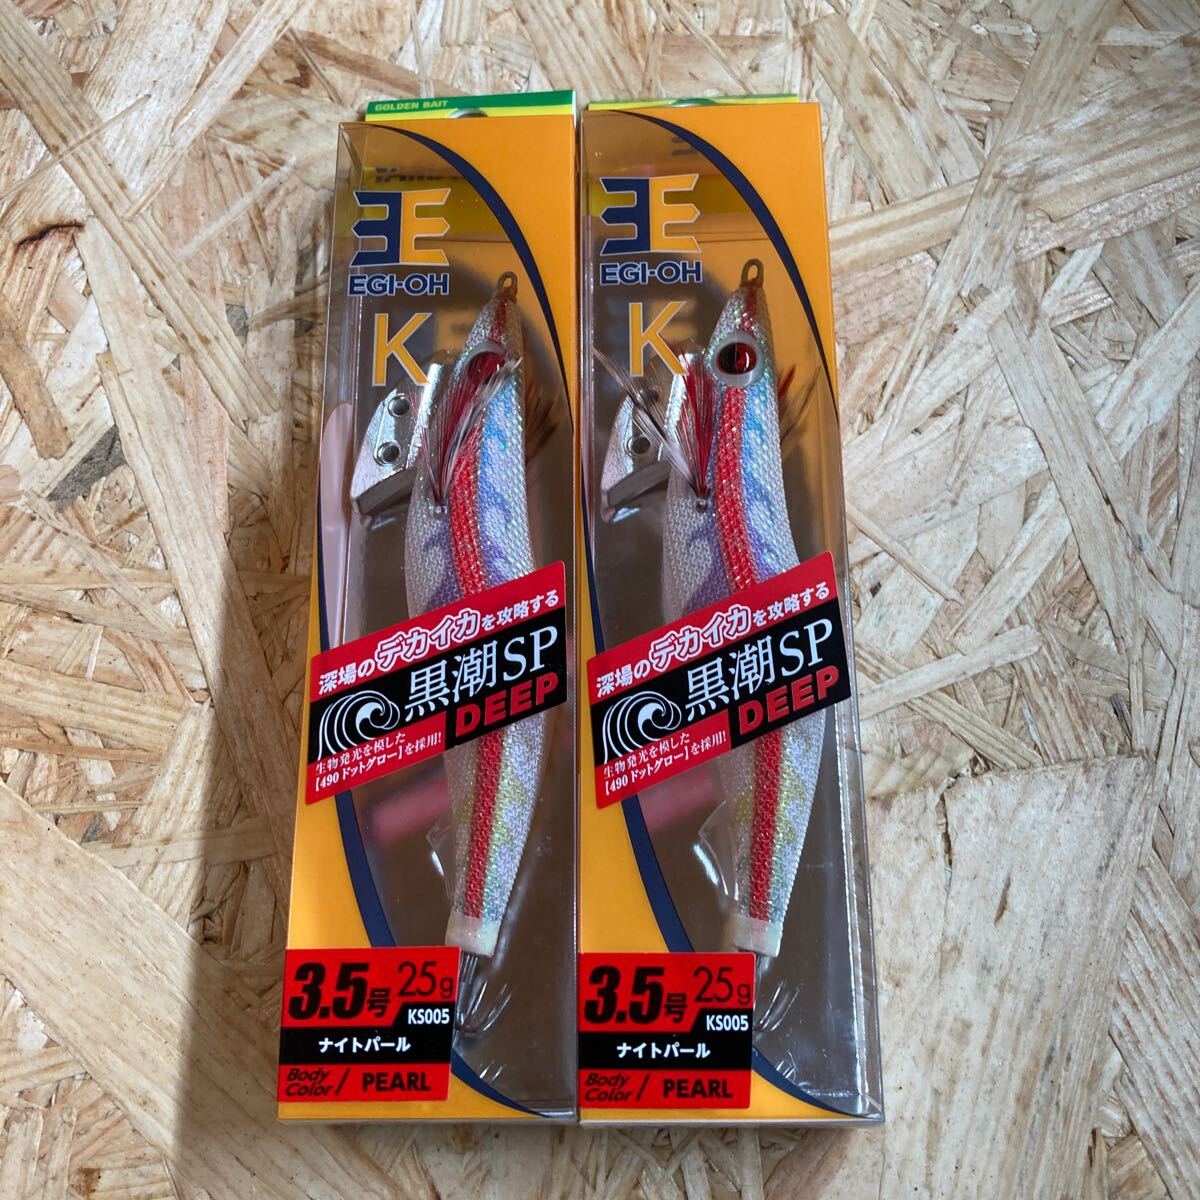 GOLDEN BAIT
EGI-OH
K
深場のデカイカを攻略する
黒潮SP
DEEP
生物発光を模した
【490ドットグロー】を採用!
3.5号 25g
KS005
ナイトパール
Body Color / PEARL
EGI-OH
K
深場のデカイカを攻略する
黒潮SP
DEEP
生物発光を模した
【490ドットグロー】を採用!
3.5号 25g
KS005
ナイトパール
Body Color / PEARL